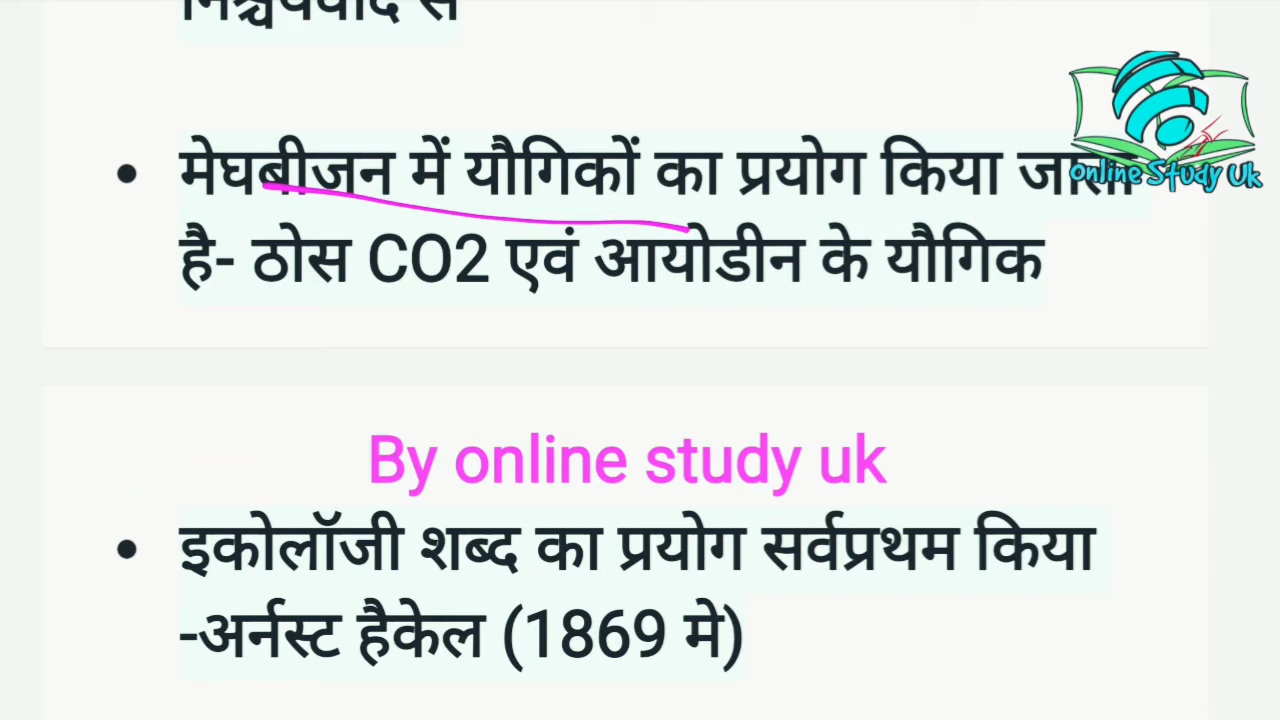 मेघबीजन में यौगिकों का प्रयोग किया जाता
है- ठोस CO2 एवं आयोडीन के यौगिक
Online Study Uk
By online study uk
इकोलॉजी शब्द का प्रयोग सर्वप्रथम किया
-अर्नस्ट हैकेल (1869 मे)